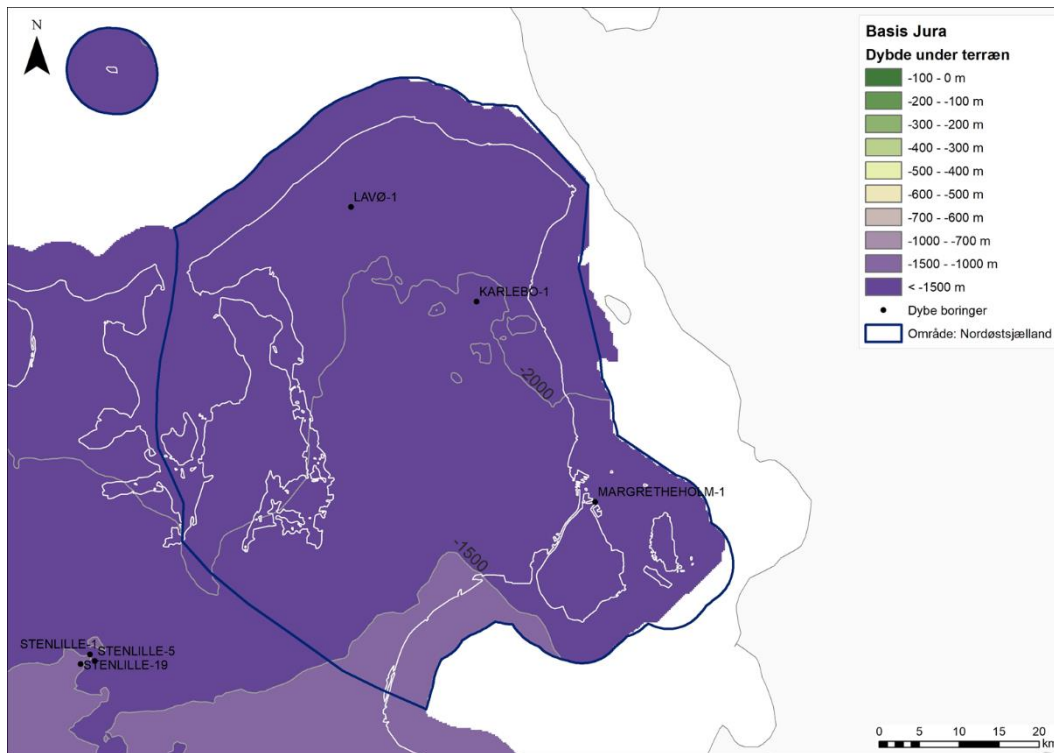 N
LAVØ-1
KARLEBO-1
-2000
MARGRETHEHOLM-1
-1500
STENLILLE-1
STENLILLE-5
STENLILLE-19
Basis Jura
Dybde under terræn
-100 - 0 m
-200 - -100 m
-300 - -200 m
-400 - -300 m
-500 - -400 m
-600 - -500 m
-700 - -600 m
-1000 - -700 m
-1500 - -1000 m
< -1500 m
Dybe boringer
Område: Nordøstsjælland
0 5 10 15 20
km